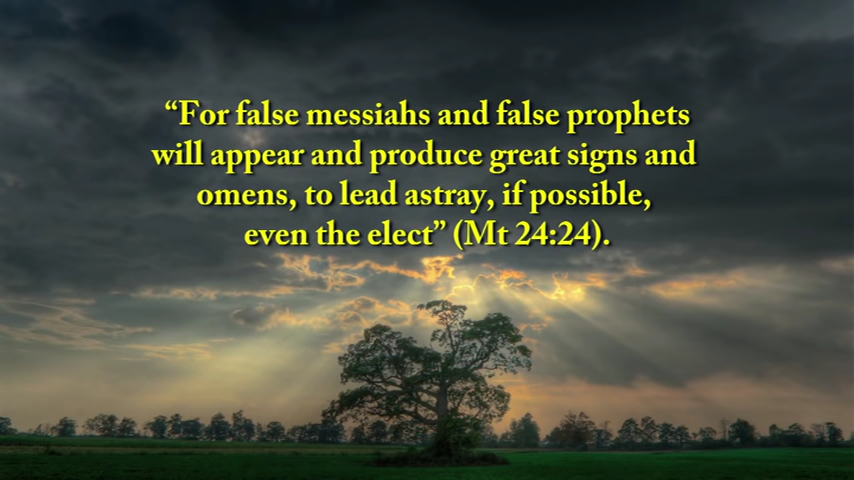 “For false messiahs and false prophets
will appear and produce great signs and
omens, to lead astray, if possible,
even the elect” (Mt 24:24).